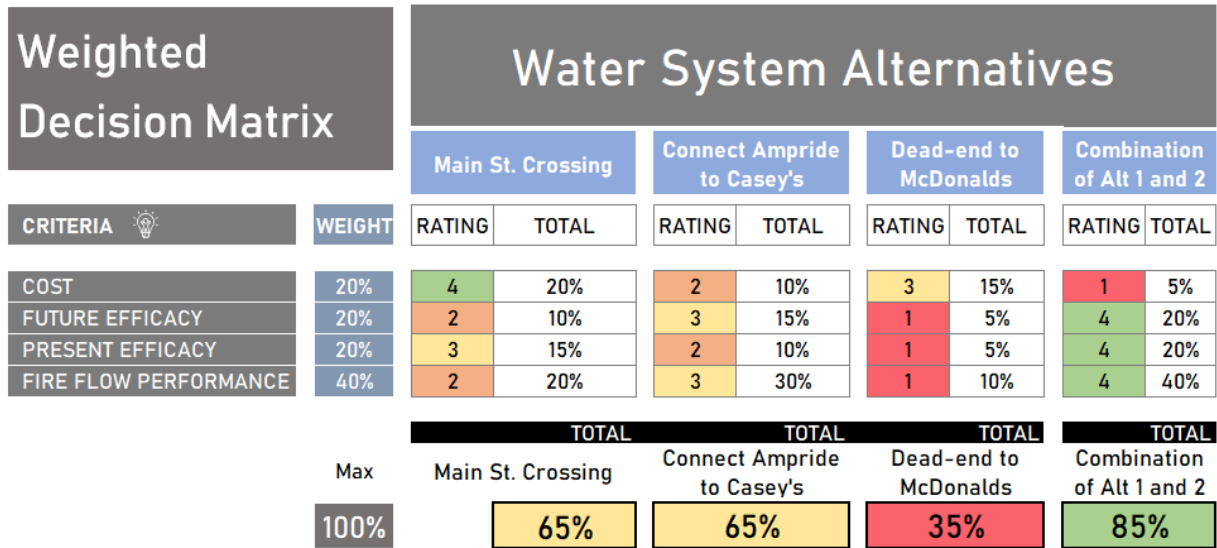 Weighted
Decision Matrix
Water System Alternatives
Main St. Crossing
Connect Ampride
to Casey's
Dead-end to
McDonalds
Combination
of Alt 1 and 2
CRITERIA WEIGHT RATING TOTAL RATING TOTAL RATING TOTAL RATING TOTAL
COST 20% 4 20% 2 10% 3 15% 1 5%
FUTURE EFFICACY 20% 2 10% 3 15% 1 5% 4 20%
PRESENT EFFICACY 20% 3 15% 2 10% 1 5% 4 20%
FIRE FLOW PERFORMANCE 40% 2 20% 3 30% 1 10% 4 40%
TOTAL TOTAL TOTAL TOTAL
Max
Main St. Crossing
Connect Ampride
to Casey's
Dead-end to
McDonalds
Combination
of Alt 1 and 2
100% 65% 65% 35% 85%